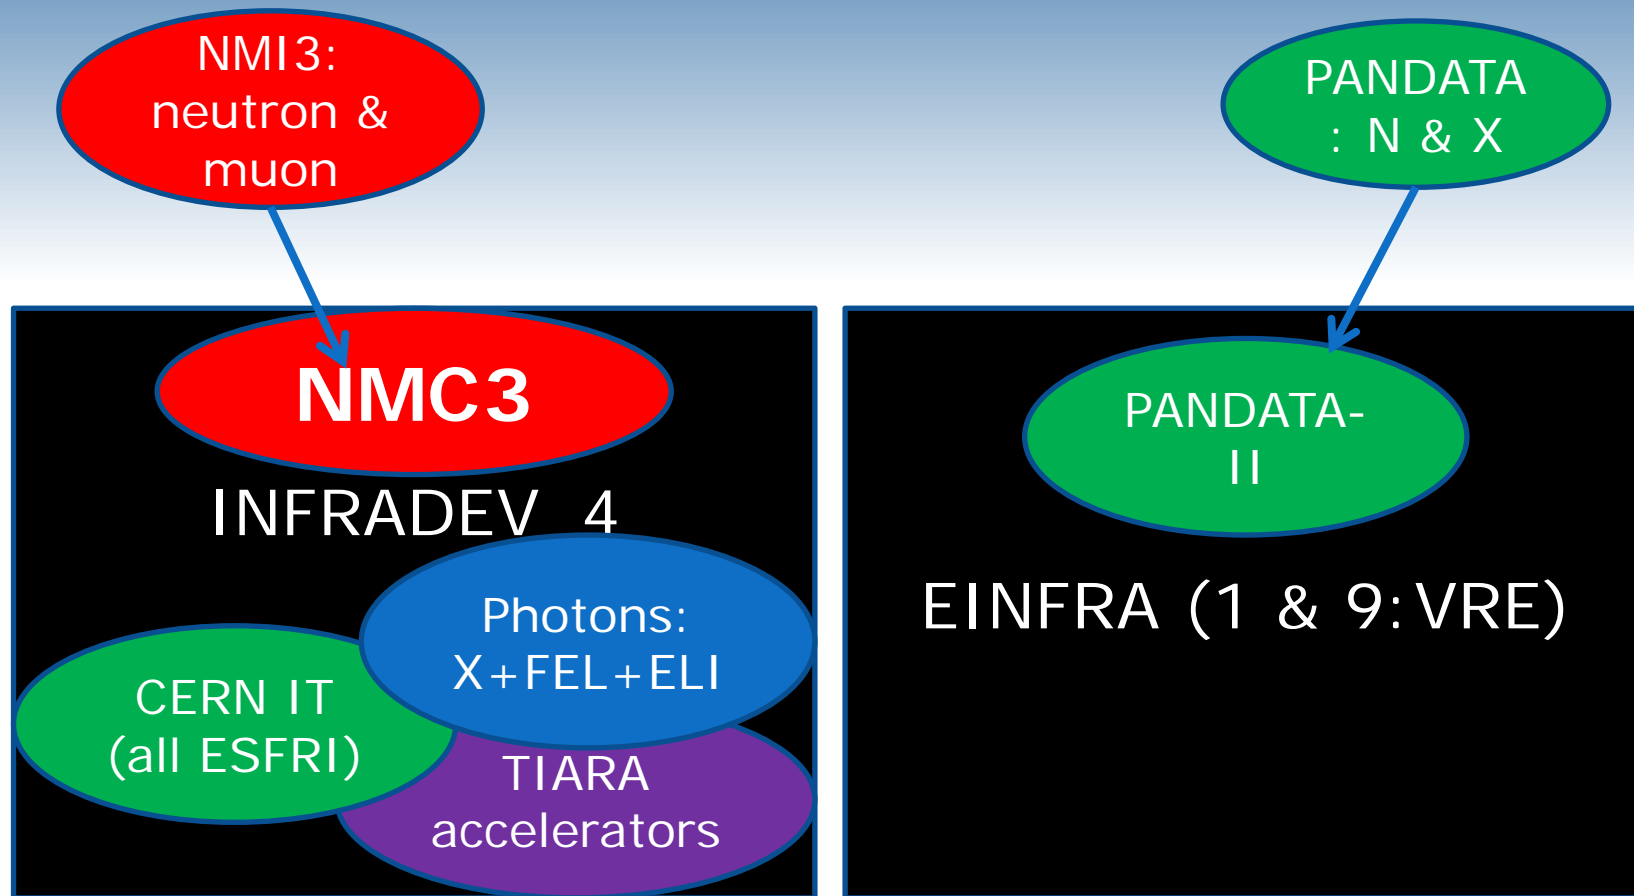 NMI3:
neutron &
muon
PANDATA
: N & X
NMC3
INFRADEV 4
Photons:
X+FEL+ELI
CERN IT
(all ESFRI)
TIARA
accelerators
PANDATA-
II
EINFRA (1 & 9:VRE)